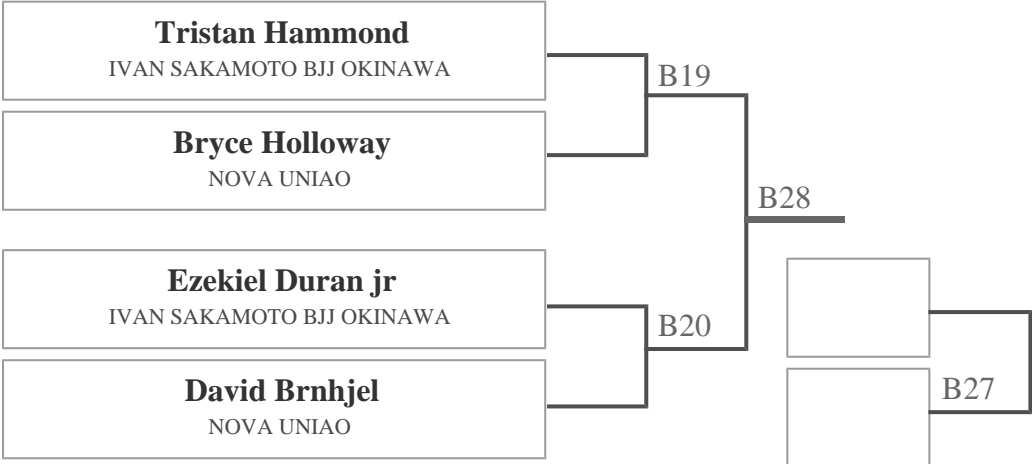 Tristan Hammond
IVAN SAKAMOTO BJJ OKINAWA
B19
Bryce Holloway
NOVA UNIAO
B28
Ezekiel Duran jr
IVAN SAKAMOTO BJJ OKINAWA
B20
David Brnhjel
NOVA UNIAO
B27